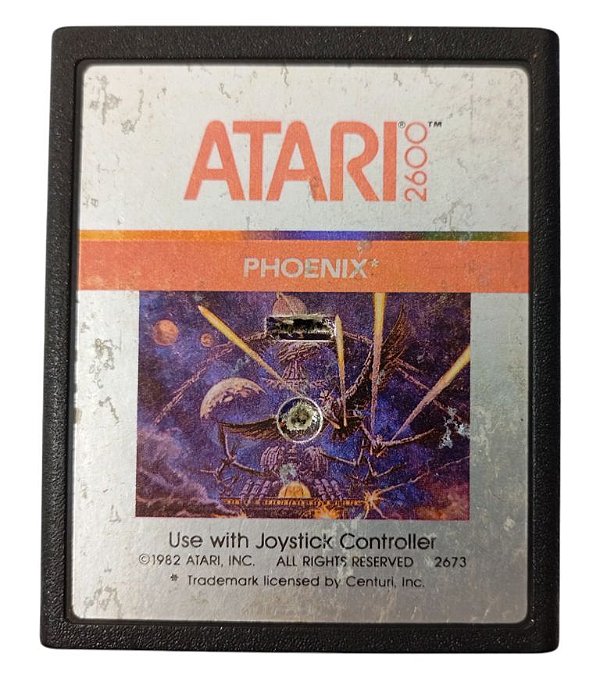 ATARI® 2600™
PHOENIX*
Use with Joystick Controller
©1982 ATARI, INC. ALL RIGHTS RESERVED 2673
* Trademark licensed by Centuri, Inc.